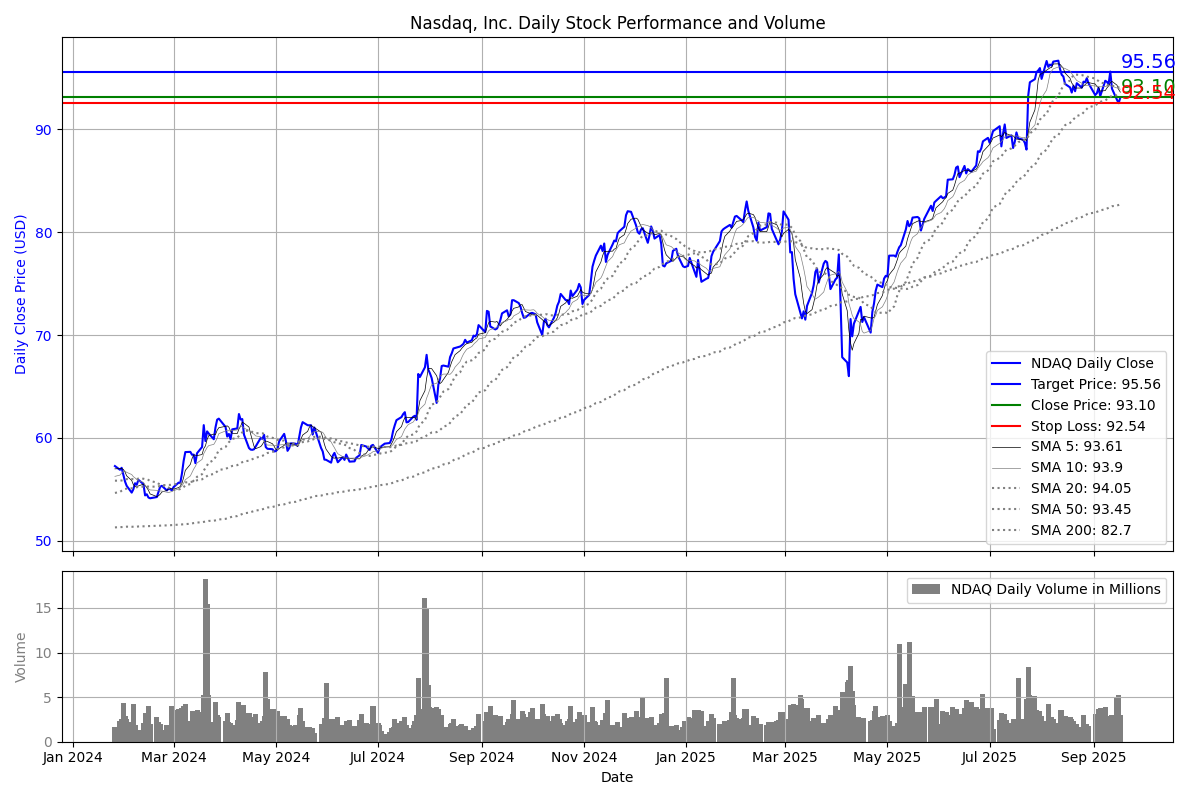 Nasdaq, Inc. Daily Stock Performance and Volume
95.56
93.10
92.54
Daily Close Price (USD)
90
80
70
60
50
NDAQ Daily Close
Target Price: 95.56
Close Price: 93.10
Stop Loss: 92.54
SMA 5: 93.61
SMA 10: 93.9
SMA 20: 94.05
SMA 50: 93.45
SMA 200: 82.7
Volume
15
10
5
0
NDAQ Daily Volume in Millions
Jan 2024 Mar 2024 May 2024 Jul 2024 Sep 2024 Nov 2024 Jan 2025 Mar 2025 May 2025 Jul 2025 Sep 2025
Date